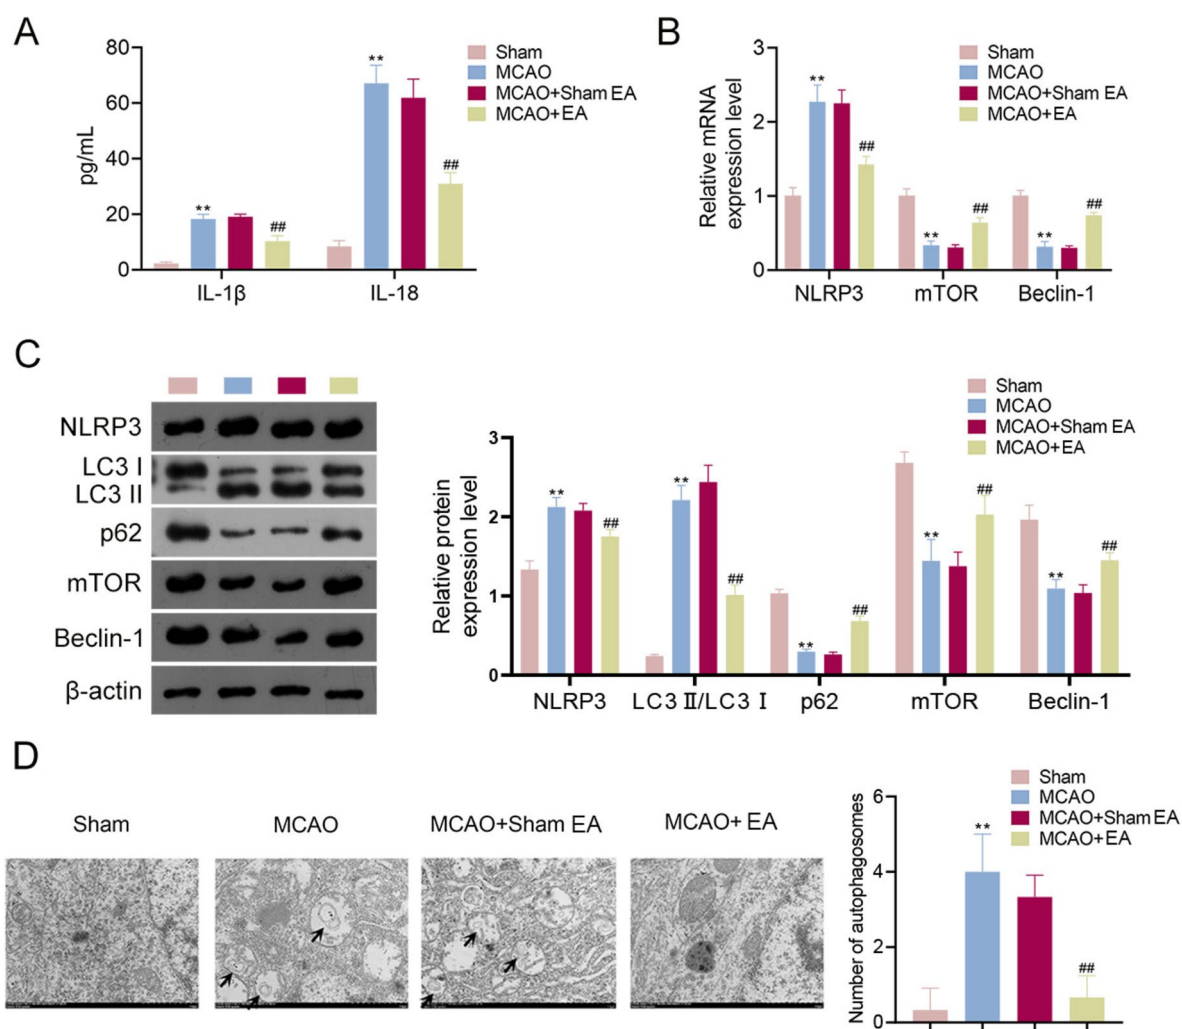 A
80
60
40
20
0
pg/mL
**
##
**
##
IL-1β
IL-18
Sham
MCAO
MCAO+Sham EA
MCAO+EA
B
3
2
1
0
Relative mRNA
expression level
**
##
**
##
**
##
NLRP3
mTOR
Beclin-1
Sham
MCAO
MCAO+Sham EA
MCAO+EA
C
NLRP3
LC3 I
LC3 II
p62
mTOR
Beclin-1
β-actin
3
2
1
0
Relative protein
expression level
**
##
**
##
**
##
**
##
**
##
NLRP3
LC3 II/LC3 I
p62
mTOR
Beclin-1
Sham
MCAO
MCAO+Sham EA
MCAO+EA
D
Sham
MCAO
MCAO+Sham EA
MCAO+ EA
6
4
2
0
Number of autophagosomes
**
##
Sham
MCAO
MCAO+Sham EA
MCAO+EA